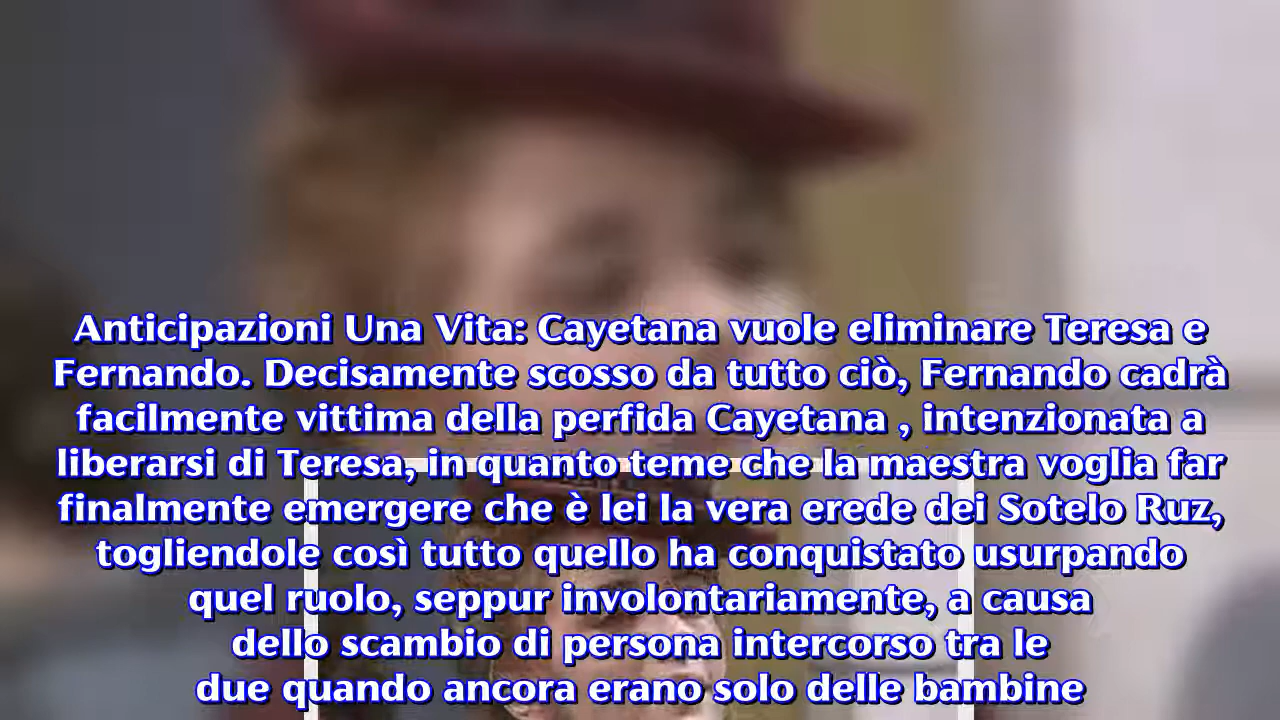 Anticipazioni Una Vita: Cayetana vuole eliminare Teresa e
Fernando. Decisamente scosso da tutto ciò, Fernando cadrà
facilmente vittima della perfida Cayetana , intenzionata a
liberarsi di Teresa, in quanto teme che la maestra voglia far
finalmente emergere che è lei la vera erede dei Sotelo Ruz,
togliendole così tutto quello ha conquistato usurpando
quel ruolo, seppur involontariamente, a causa
dello scambio di persona intercorso tra le
due quando ancora erano solo delle bambine